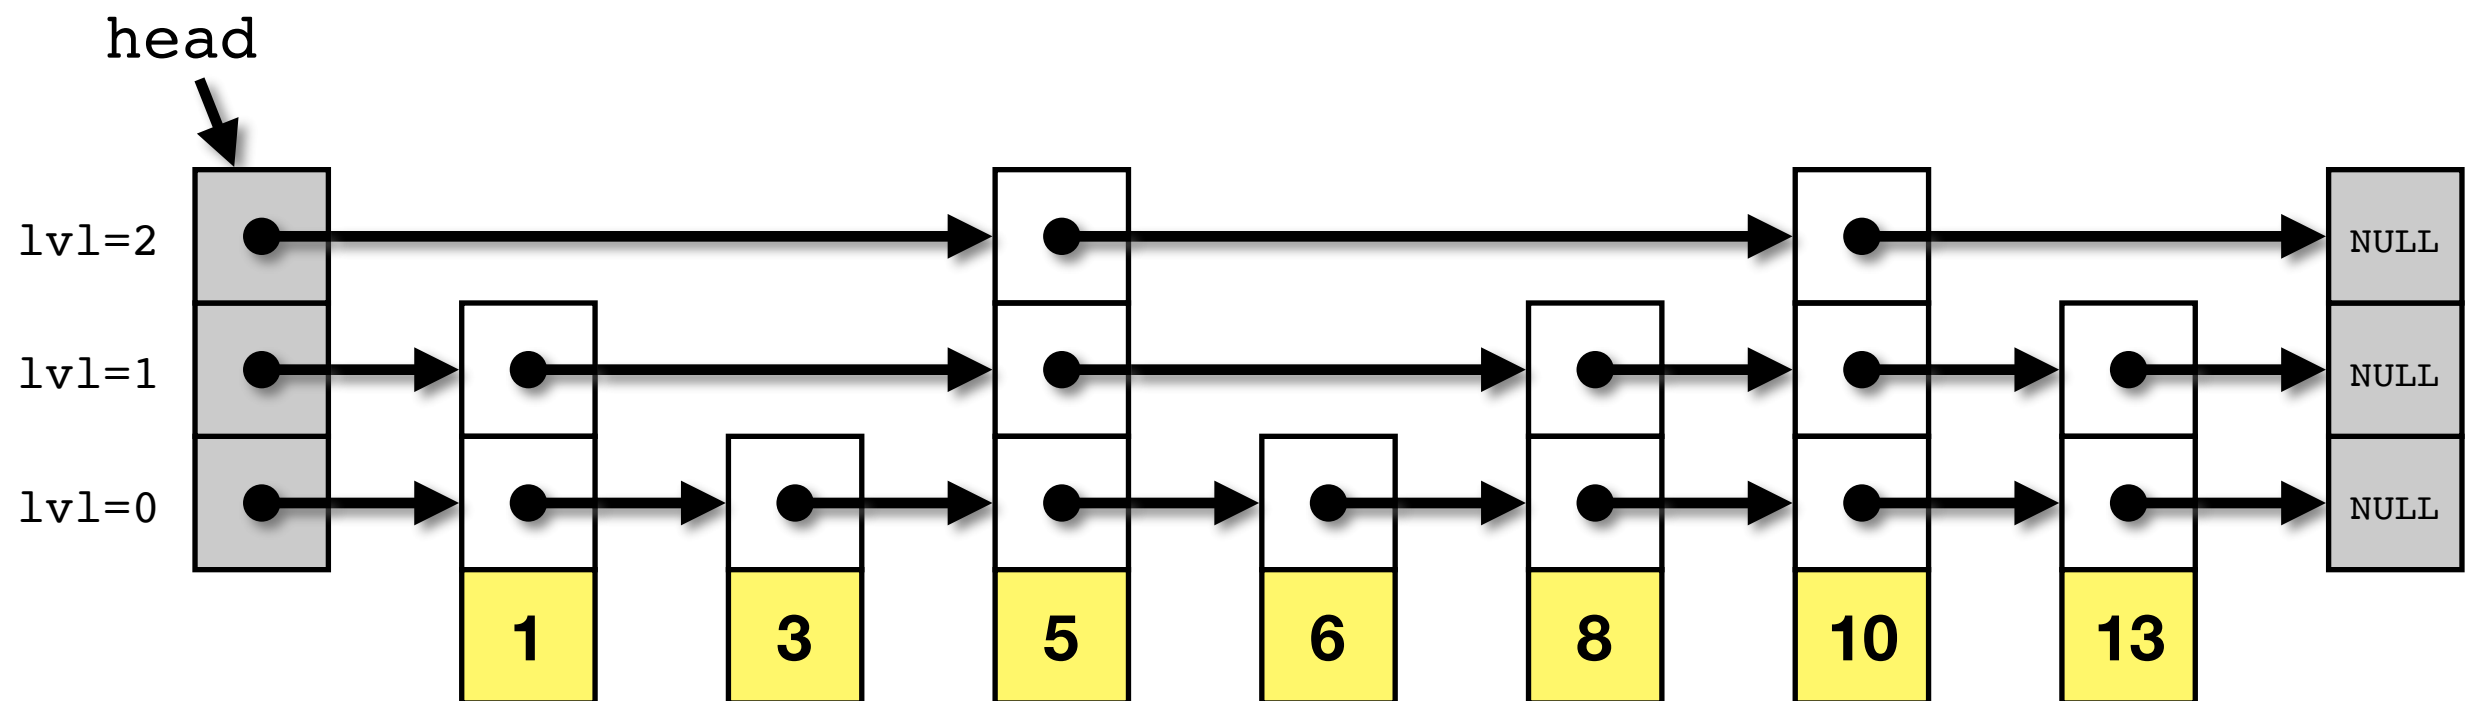 head
lvl=2 NULL
lvl=1 NULL
lvl=0 NULL
1 3 5 6 8 10 13